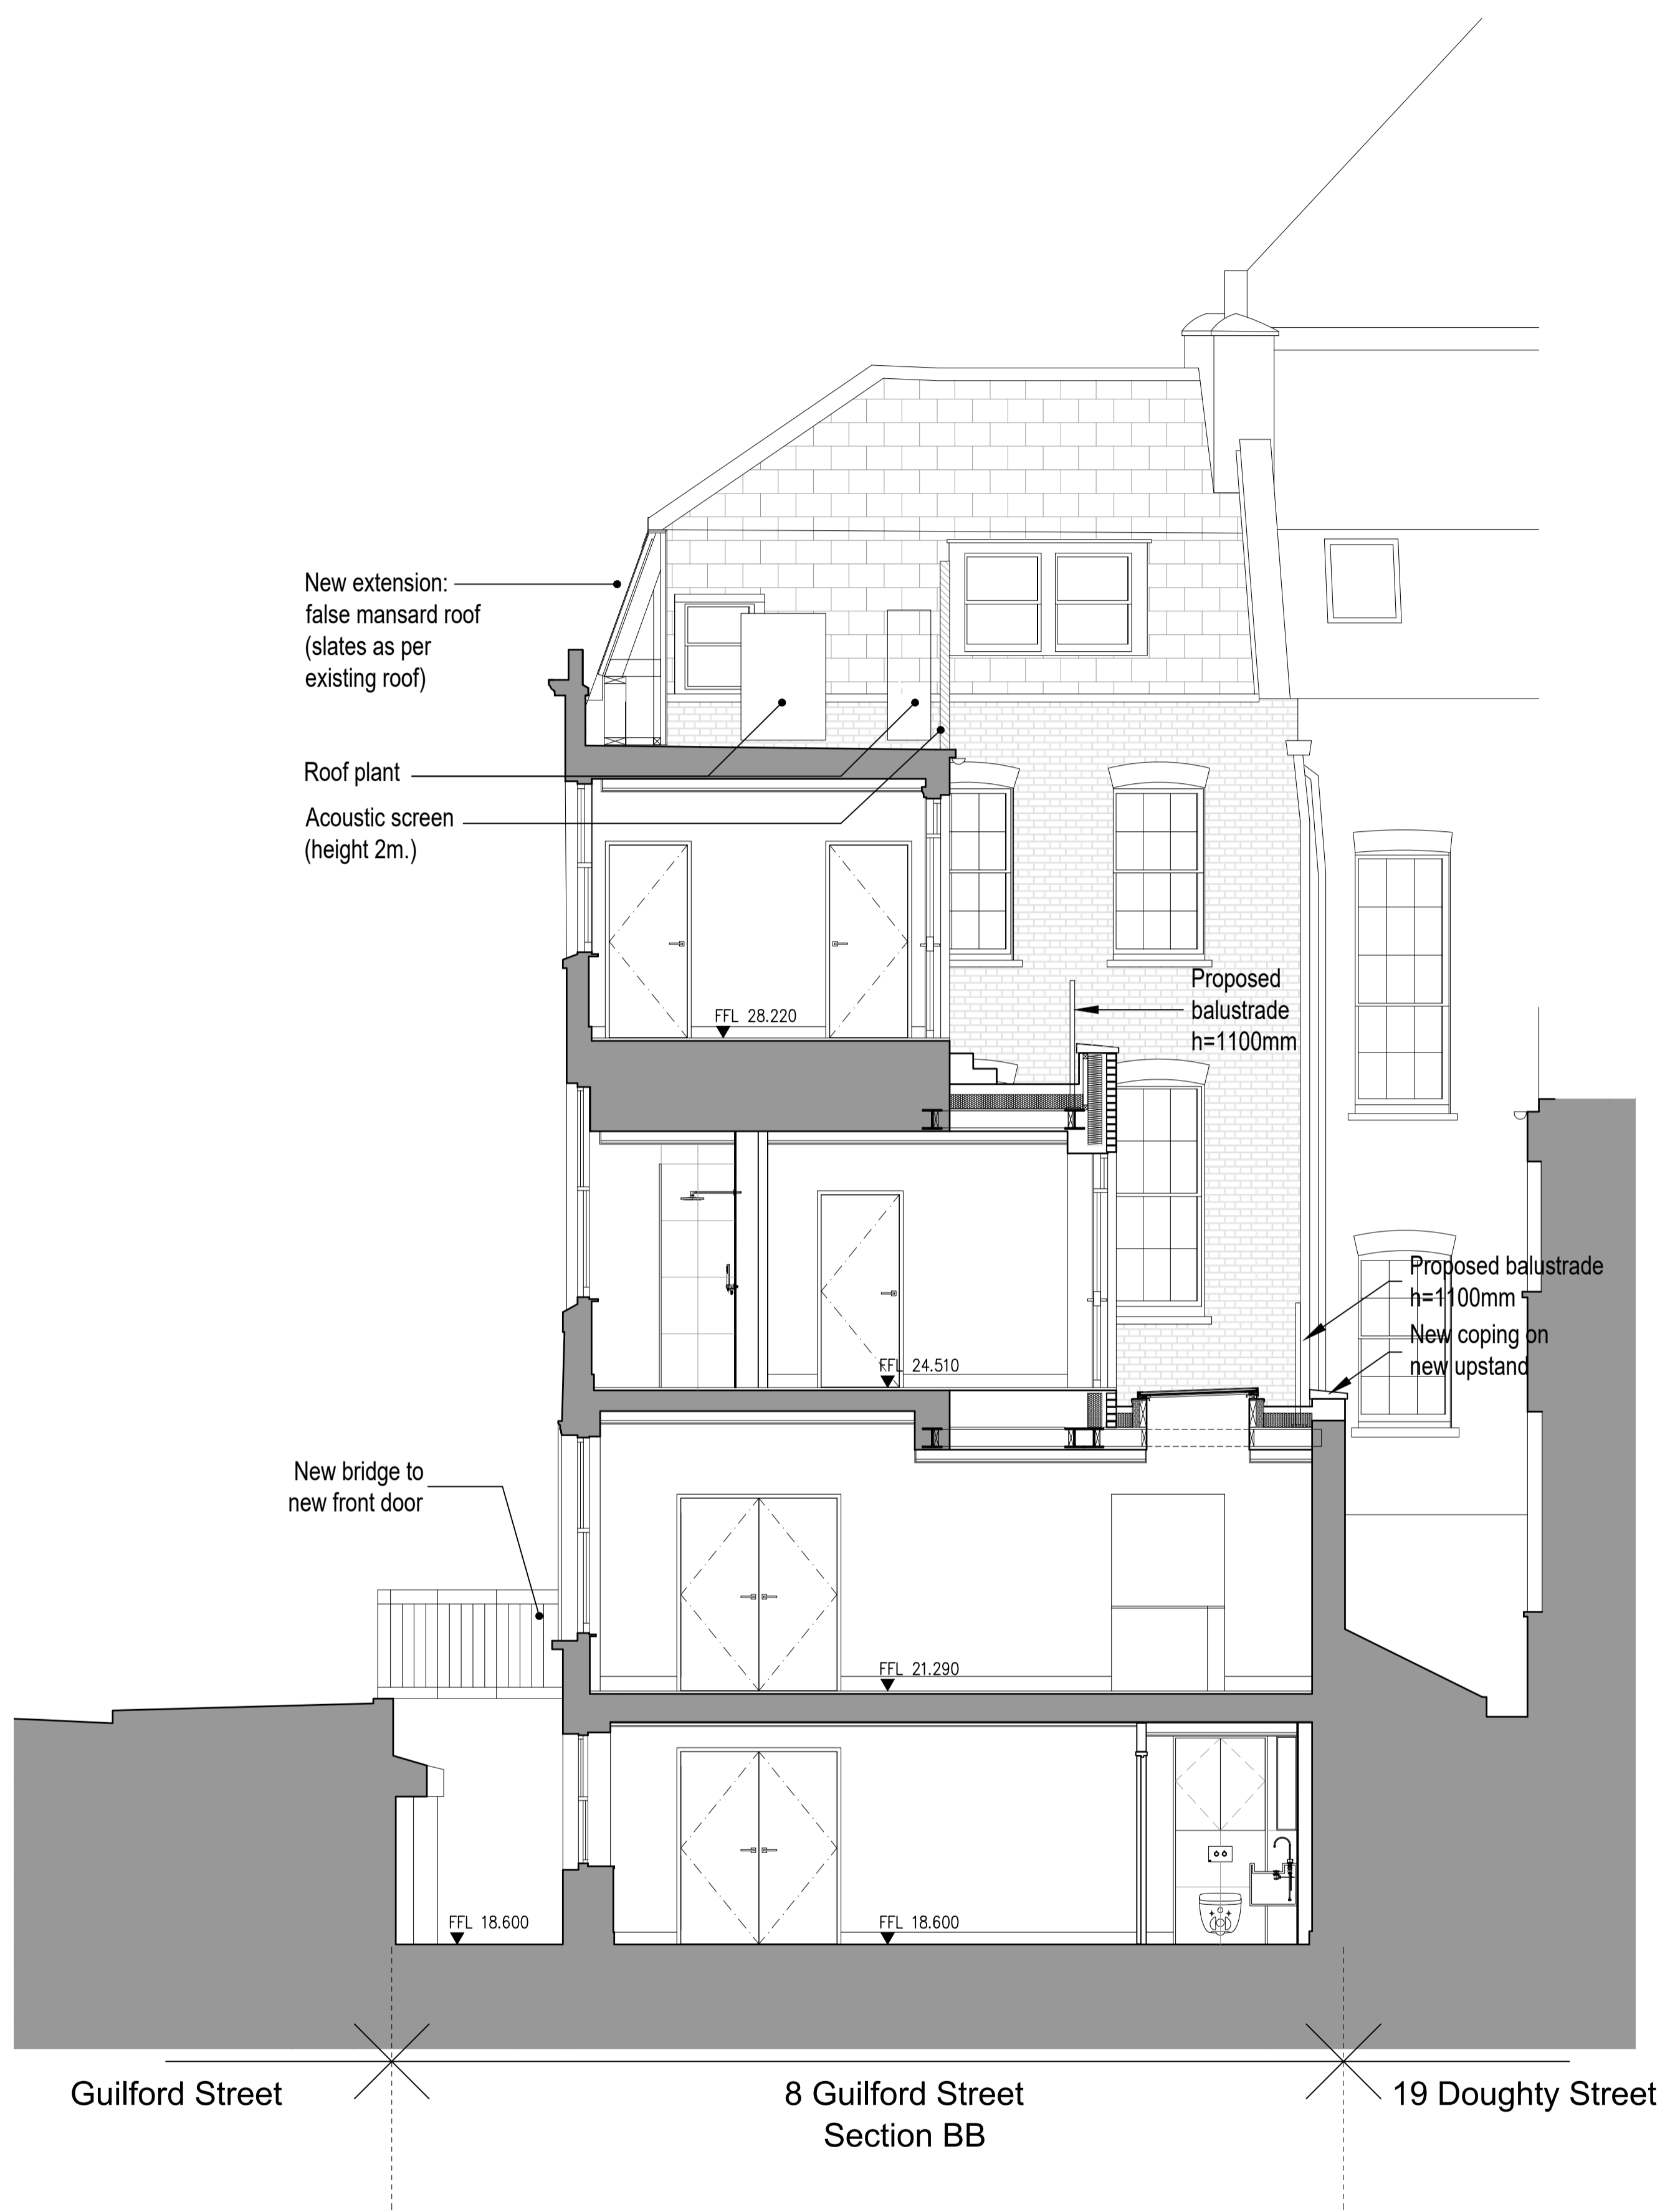 New extension:
false mansard roof
(slates as per
existing roof)
Roof plant
Acoustic screen
(height 2m.)
FFL 28.220
Proposed
balustrade
h=1100mm
Proposed balustrade
h=1100mm
New coping on
new upstand
FFL 24.510
New bridge to
new front door
FFL 21.290
FFL 18.600
FFL 18.600
Guilford Street
8 Guilford Street
19 Doughty Street
Section BB